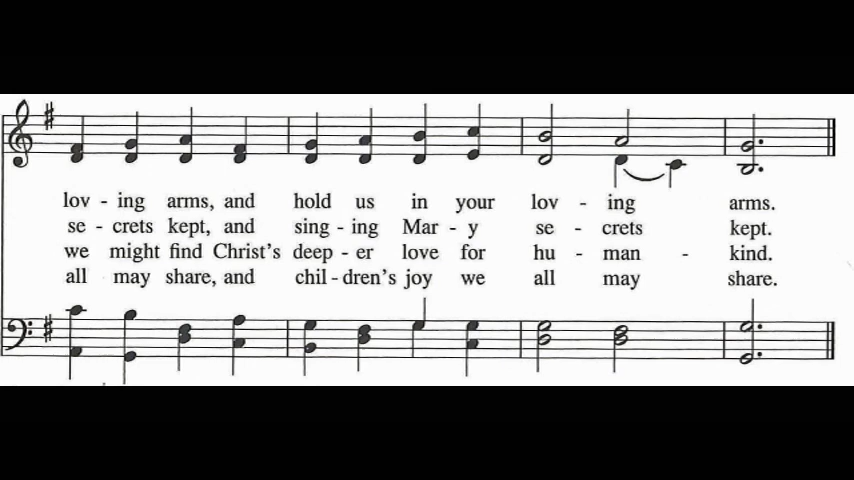 lov - ing arms, and hold us in your lov - ing arms.
se - crets kept, and sing - ing Mar - y se - crets kept.
we might find Christ's deep - er love for hu - man - kind.
all may share, and chil - dren's joy we all may share.